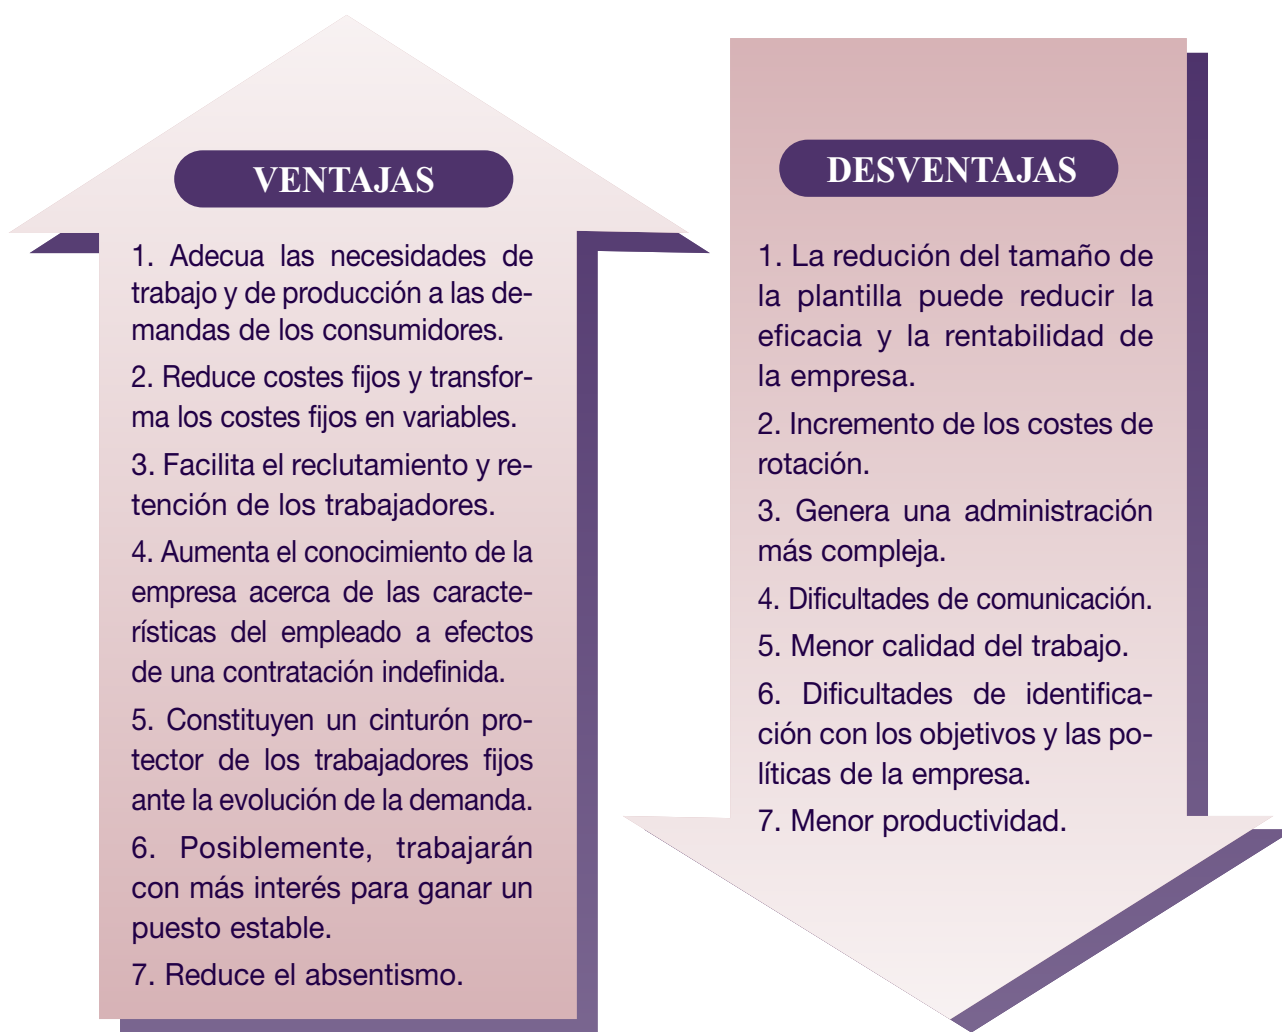 VENTAJAS
1. Adecua las necesidades de
trabajo y de producción a las de-
mandas de los consumidores.
2. Reduce costes fijos y transfor-
ma los costes fijos en variables.
3. Facilita el reclutamiento y re-
tención de los trabajadores.
4. Aumenta el conocimiento de la
empresa acerca de las caracte-
rísticas del empleado a efectos
de una contratación indefinida.
5. Constituyen un cinturón pro-
tector de los trabajadores fijos
ante la evolución de la demanda.
6. Posiblemente, trabajarán
con más interés para ganar un
puesto estable.
7. Reduce el absentismo.
DESVENTAJAS
1. La redución del tamaño de
la plantilla puede reducir la
eficacia y la rentabilidad de
la empresa.
2. Incremento de los costes de
rotación.
3. Genera una administración
más compleja.
4. Dificultades de comunicación.
5. Menor calidad del trabajo.
6. Dificultades de identifica-
ción con los objetivos y las po-
líticas de la empresa.
7. Menor productividad.